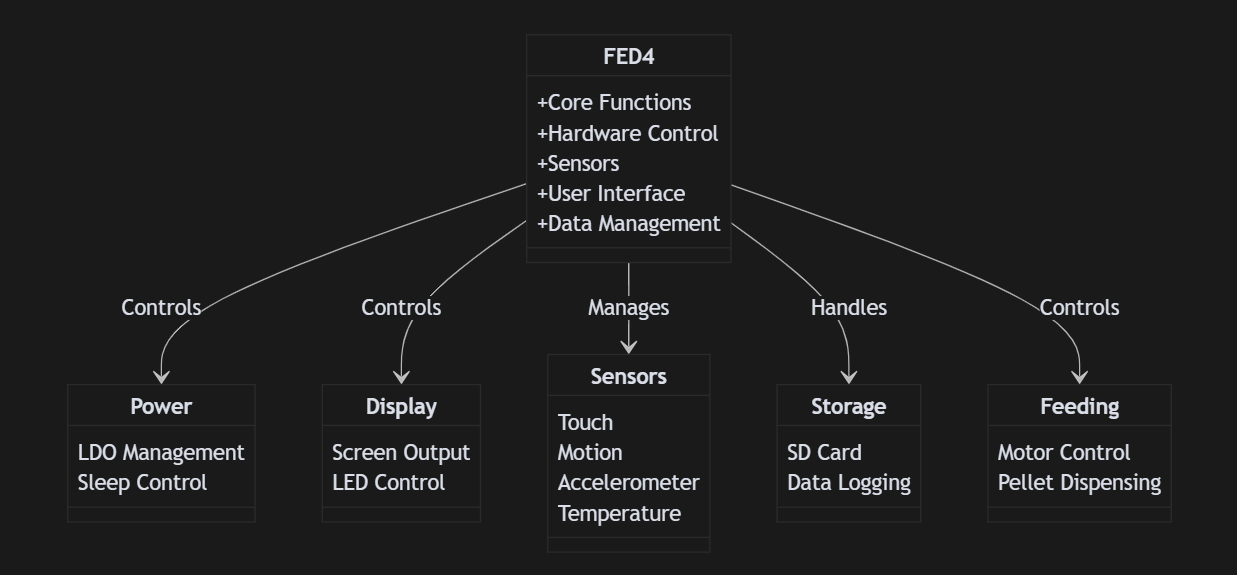 FED4
+Core Functions
+Hardware Control
+Sensors
+User Interface
+Data Management
Controls
Controls
Manages
Handles
Controls
Power
LDO Management
Sleep Control
Display
Screen Output
LED Control
Sensors
Touch
Motion
Accelerometer
Temperature
Storage
SD Card
Data Logging
Feeding
Motor Control
Pellet Dispensing